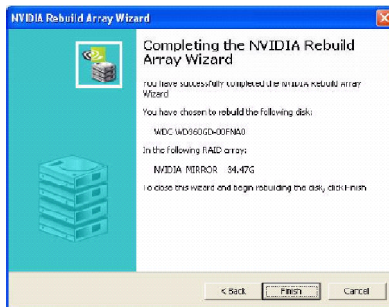 NVIDIA Rebuild Array Wizard
Completing the NVIDIA Rebuild
Array Wizard
You have successfully completed the NVIDIA Rebuild Array
Wizard
You have chosen to rebuild the following disk:
WDC WD360GD-00FNA0
In the following RAID array:
NVIDIA MIRROR 34.47G
To close this wizard and begin rebuilding the disk, click Finish
< Back
Finish
Cancel